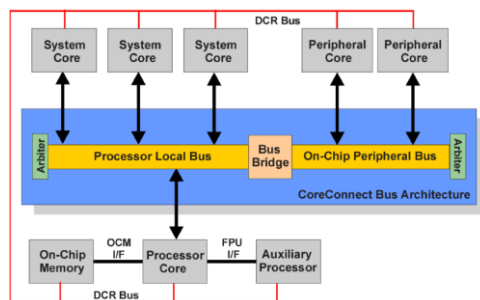 DCR Bus
System
Core
System
Core
System
Core
Peripheral
Core
Peripheral
Core
Arbiter
Processor Local Bus
Bus
Bridge
On-Chip Peripheral Bus
Arbiter
CoreConnect Bus Architecture
On-Chip
Memory
OCM
I/F
Processor
Core
FPU
I/F
Auxiliary
Processor
DCR Bus